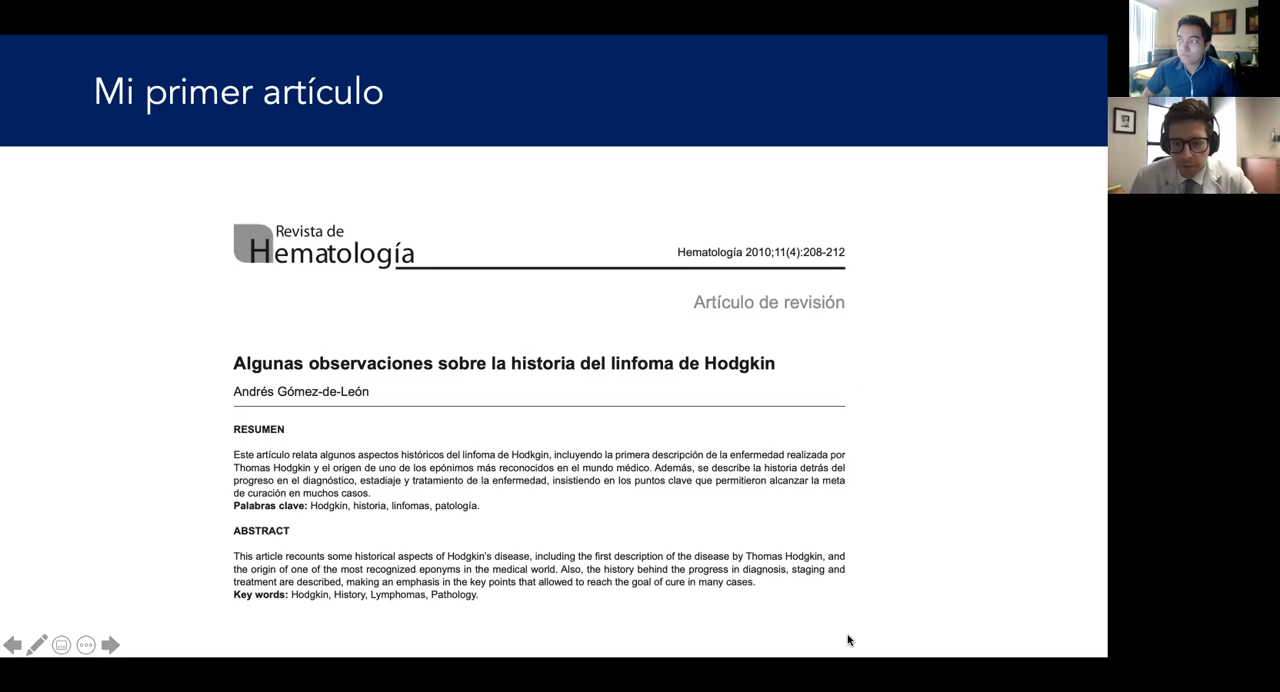 Mi primer artículo
Revista de
Hematología
Hematología 2010;11(4):208-212
Artículo de revisión
Algunas observaciones sobre la historia del linfoma de Hodgkin
Andrés Gómez-de-León
RESUMEN
Este artículo relata algunos aspectos históricos del linfoma de Hodkgin, incluyendo la primera descripción de la enfermedad realizada por
Thomas Hodgkin y el origen de uno de los epónimos más reconocidos en el mundo médico. Además, se describe la historia detrás del
progreso en el diagnóstico, estadiaje y tratamiento de la enfermedad, insistiendo en los puntos clave que permitieron alcanzar la meta
de curación en muchos casos.
Palabras clave: Hodgkin, historia, linfomas, patología.
ABSTRACT
This article recounts some historical aspects of Hodgkin's disease, including the first description of the disease by Thomas Hodgkin, and
the origin of one of the most recognized eponyms in the medical world. Also, the history behind the progress in diagnosis, staging and
treatment are described, making an emphasis in the key points that allowed to reach the goal of cure in many cases.
Key words: Hodgkin, History, Lymphomas, Pathology.